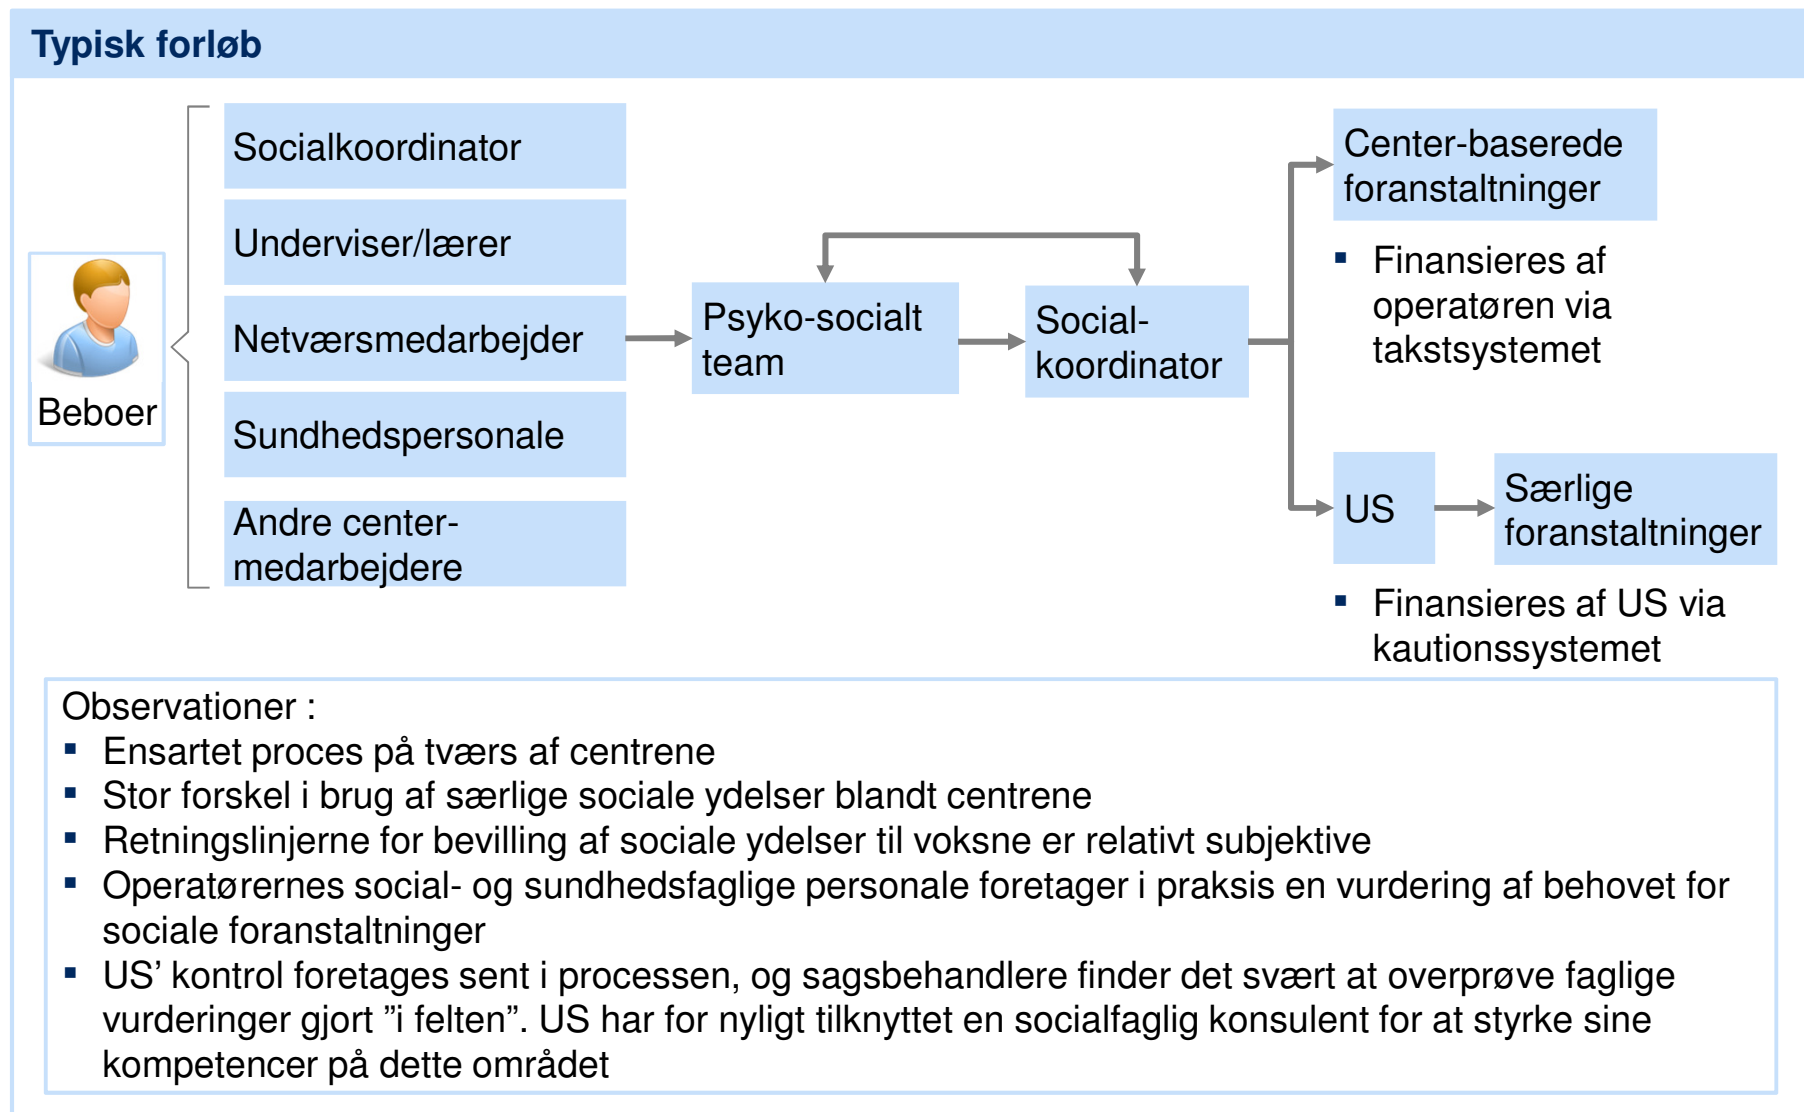 Typisk forløb
Beboer
Socialkoordinator
Underviser/lærer
Netværsmedarbejder
Sundhedspersonale
Andre center-
medarbejdere
Psyko-socialt
team
Social-
koordinator
Center-baserede
foranstaltninger
▪ Finansieres af
operatøren via
takstsystemet
US
Særlige
foranstaltninger
▪ Finansieres af US via
kautionssystemet
Observationer :
▪ Ensartet proces på tværs af centrene
▪ Stor forskel i brug af særlige sociale ydelser blandt centrene
▪ Retningslinjerne for bevilling af sociale ydelser til voksne er relativt subjektive
▪ Operatørernes social- og sundhedsfaglige personale foretager i praksis en vurdering af behovet for
sociale foranstaltninger
▪ US’ kontrol foretages sent i processen, og sagsbehandlere finder det svært at overprøve faglige
vurderinger gjort ”i felten”. US har for nyligt tilknyttet en socialfaglig konsulent for at styrke sine
kompetencer på dette området